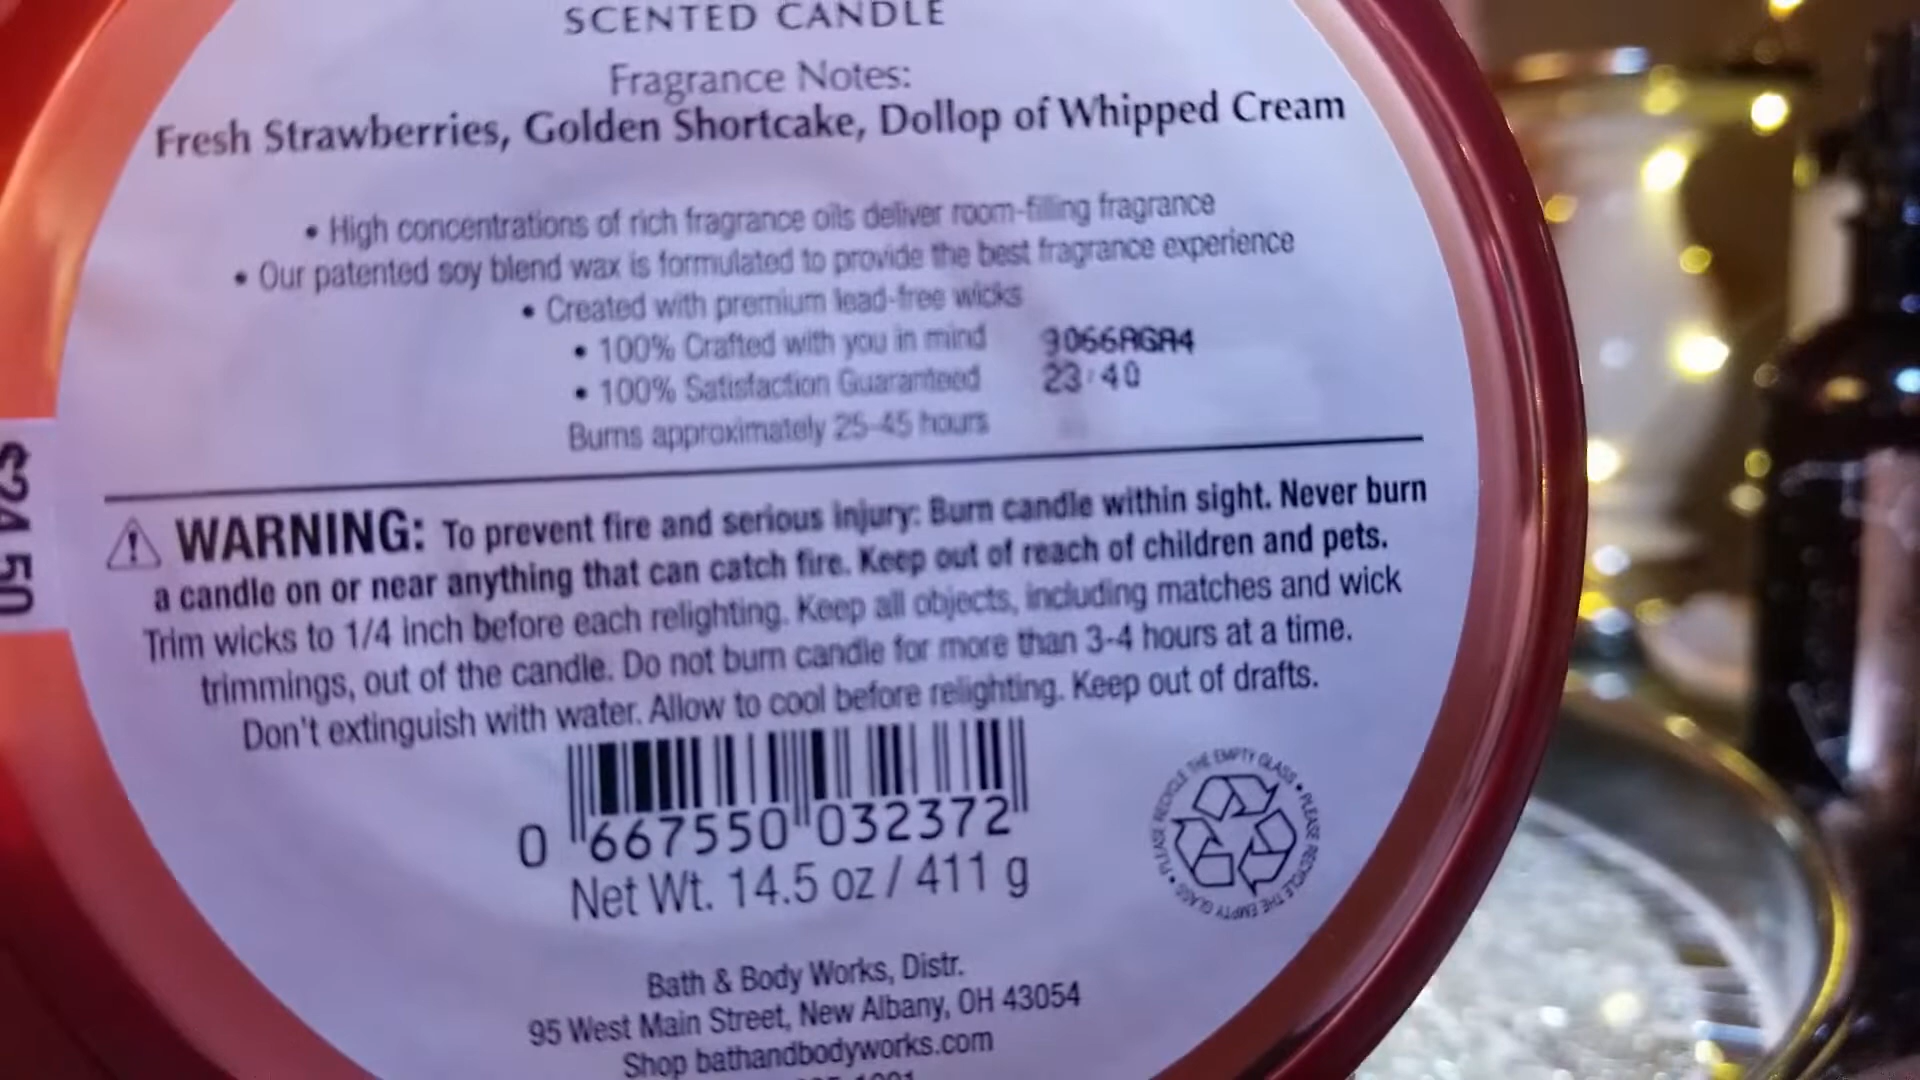 SCENTED CANDLE
Fragrance Notes:
Fresh Strawberries, Golden Shortcake, Dollop of Whipped Cream
• High concentrations of rich fragrance oils deliver room-filling fragrance
• Our patented soy blend wax is formulated to provide the best fragrance experience
• Created with premium lead-free wicks
• 100% Crafted with you in mind
• 100% Satisfaction Guaranteed
9066AGA4
23:40
Burns approximately 25-45 hours
$24.50
WARNING: To prevent fire and serious injury: Burn candle within sight. Never burn
a candle on or near anything that can catch fire. Keep out of reach of children and pets.
Trim wicks to 1/4 inch before each relighting. Keep all objects, including matches and wick
trimmings, out of the candle. Do not burn candle for more than 3-4 hours at a time.
Don't extinguish with water. Allow to cool before relighting. Keep out of drafts.
0 667550 032372
Net Wt. 14.5 oz / 411 g
PLEASE RECYCLE THE EMPTY GLASS • PLEASE RECYCLE THE EMPTY GLASS •
Bath & Body Works, Distr.
95 West Main Street, New Albany, OH 43054
Shop bathandbodyworks.com